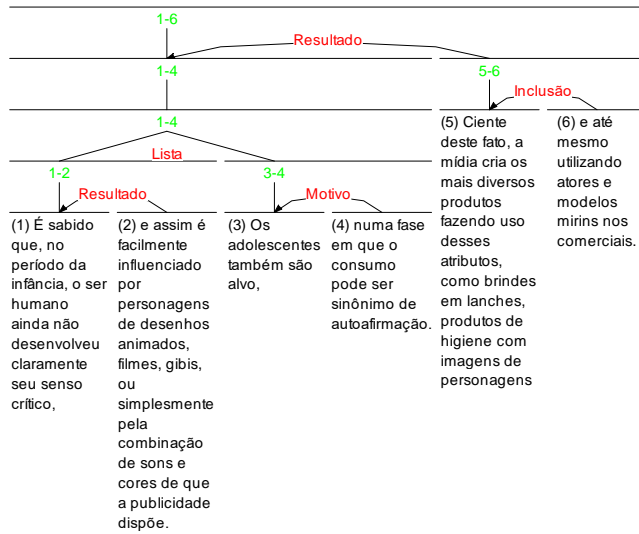 1-6
Resultado
1-4
5-6
Inclusão
1-4
Lista
1-2
Resultado
3-4
Motivo
(1) É sabido
que, no
período da
infância, o ser
humano
ainda não
desenvolveu
claramente
seu senso
crítico,
(2) e assim é
facilmente
influenciado
por
personagens
de desenhos
animados,
filmes, gibis,
ou
simplesmente
pela
combinação
de sons e
cores de que
a publicidade
dispõe.
(3) Os
adolescentes
também são
alvo,
(4) numa fase
em que o
consumo
pode ser
sinônimo de
autoafirmação.
(5) Ciente
deste fato, a
mídia cria os
mais diversos
produtos
fazendo uso
desses
atributos,
como brindes
em lanches,
produtos de
higiene com
imagens de
personagens
(6) e até
mesmo
utilizando
atores e
modelos
mirins nos
comerciais.